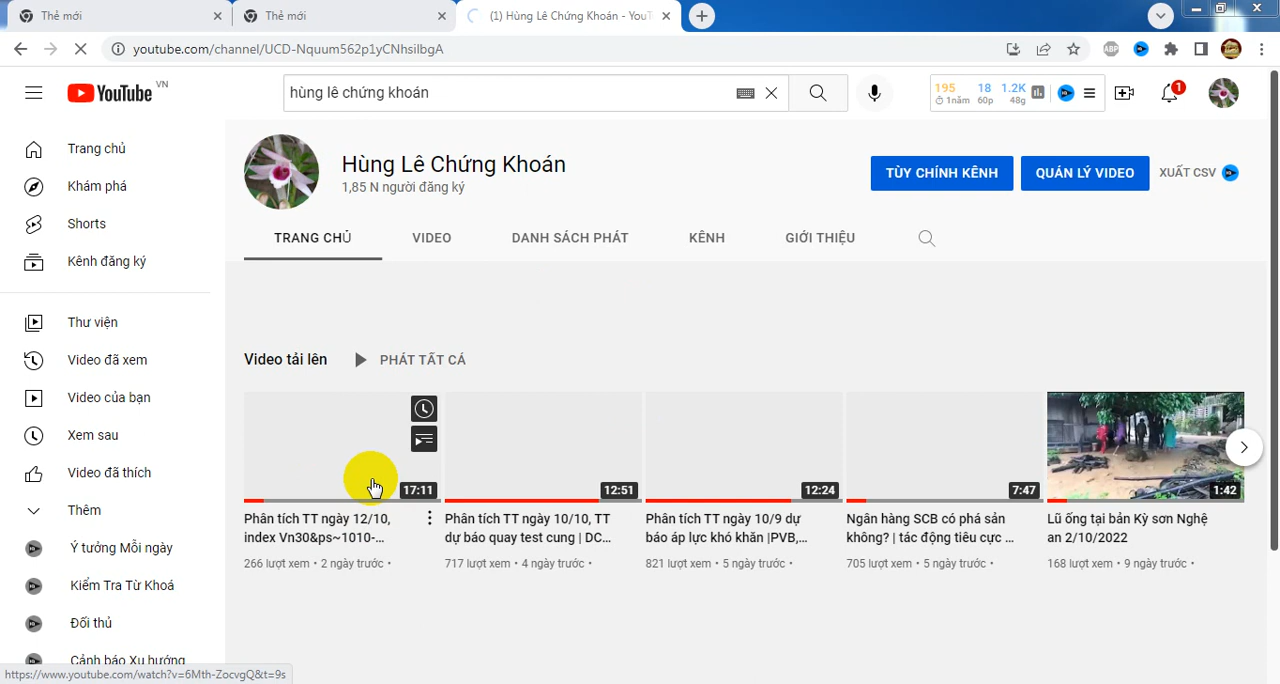 Thẻ mới
Thẻ mới
(1) Hùng Lê Chứng Khoán - YouT
youtube.com/channel/UCD-Nquum562p1yCNhsilbgA
ABP
YouTube VN
hùng lê chứng khoán
195 18 1.2K
1năm 60p 48g
1
Trang chủ
Khám phá
Shorts
Kênh đăng ký
Thư viện
Video đã xem
Video của bạn
Xem sau
Video đã thích
Thêm
Ý tưởng Mỗi ngày
Kiểm Tra Từ Khoá
Đối thủ
Cảnh báo Xu hướng
Hùng Lê Chứng Khoán
1,85 N người đăng ký
TÙY CHỈNH KÊNH
QUẢN LÝ VIDEO
XUẤT CSV
TRANG CHỦ
VIDEO
DANH SÁCH PHÁT
KÊNH
GIỚI THIỆU
Video tải lên
PHÁT TẤT CẢ
17:11
Phân tích TT ngày 12/10,
index Vn30&ps~1010-...
266 lượt xem • 2 ngày trước •
12:51
Phân tích TT ngày 10/10, TT
dự báo quay test cung | DC...
717 lượt xem • 4 ngày trước •
12:24
Phân tích TT ngày 10/9 dự
báo áp lực khó khăn |PVB,...
821 lượt xem • 5 ngày trước •
7:47
Ngân hàng SCB có phá sản
không? | tác động tiêu cực ...
705 lượt xem • 5 ngày trước •
1:42
Lũ ống tại bản Kỳ sơn Nghệ
an 2/10/2022
168 lượt xem • 9 ngày trước •
https://www.youtube.com/watch?v=6Mth-ZocvgQ&t=9s